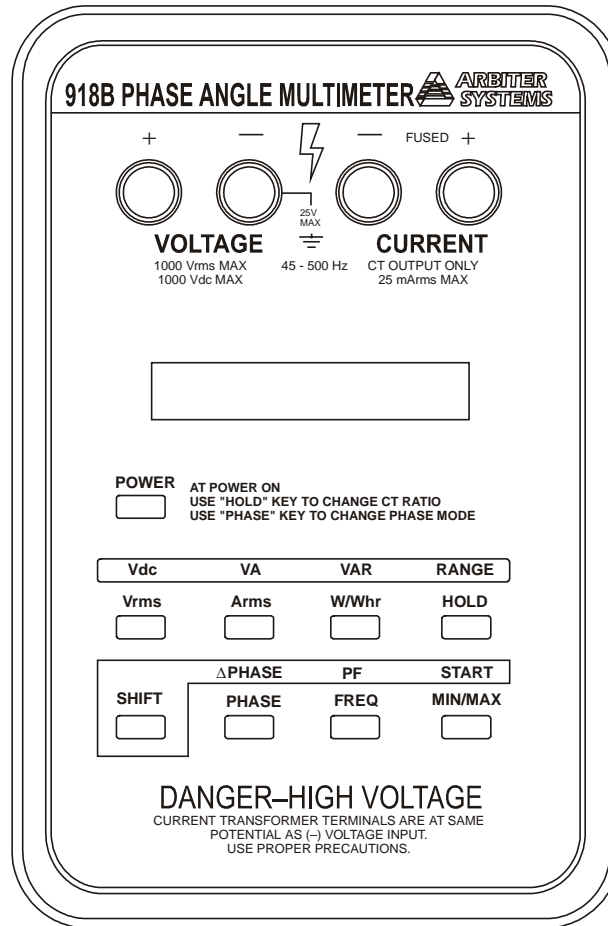 918B PHASE ANGLE MULTIMETER ARBITER SYSTEMS
+ — — FUSED +
25V
MAX
VOLTAGE CURRENT
1000 Vrms MAX 45 - 500 Hz CT OUTPUT ONLY
1000 Vdc MAX 25 mArms MAX
POWER AT POWER ON
USE "HOLD" KEY TO CHANGE CT RATIO
USE "PHASE" KEY TO CHANGE PHASE MODE
Vdc VA VAR RANGE
Vrms Arms W/Whr HOLD
∆PHASE PF START
SHIFT PHASE FREQ MIN/MAX
DANGER–HIGH VOLTAGE
CURRENT TRANSFORMER TERMINALS ARE AT SAME
POTENTIAL AS (–) VOLTAGE INPUT.
USE PROPER PRECAUTIONS.